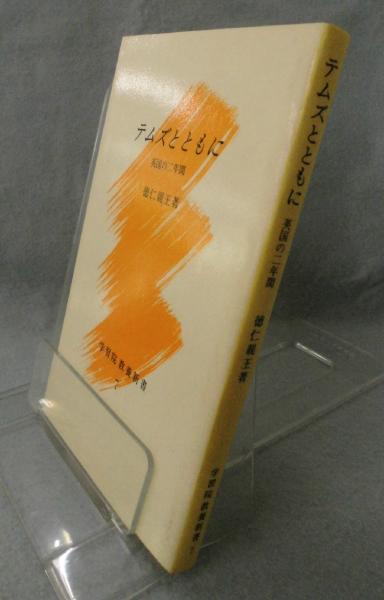 テムズとともに
英国の二年間
徳仁親王著
学習院教養新書
7
テムズとともに 英国の二年間 徳仁親王著 学習院教養新書